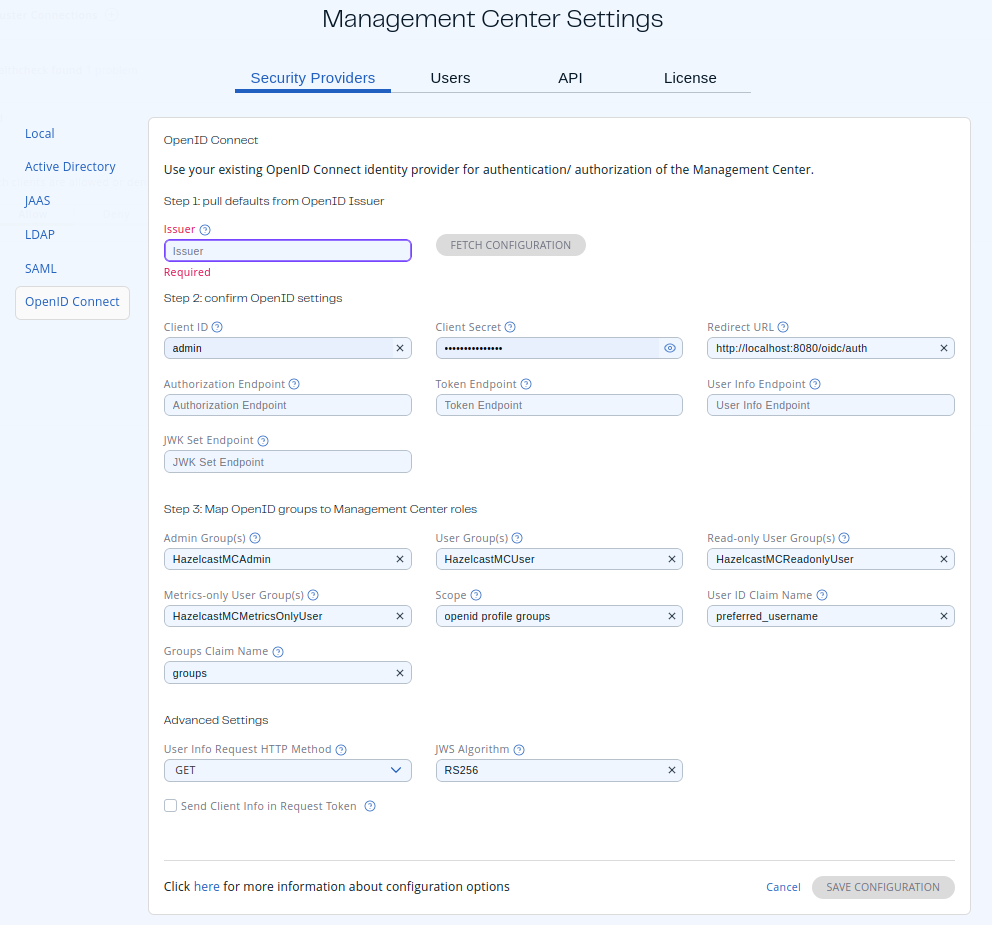 Management Center Settings
Security Providers Users API License
Local
Active Directory
JAAS
LDAP
SAML
OpenID Connect
OpenID Connect
Use your existing OpenID Connect identity provider for authentication/ authorization of the Management Center.
Step 1: pull defaults from OpenID Issuer
Issuer
Issuer
FETCH CONFIGURATION
Required
Step 2: confirm OpenID settings
Client ID Client Secret Redirect URL
admin ••••••••••••••• http://localhost:8080/oidc/auth
Authorization Endpoint Token Endpoint User Info Endpoint
Authorization Endpoint Token Endpoint User Info Endpoint
JWK Set Endpoint
JWK Set Endpoint
Step 3: Map OpenID groups to Management Center roles
Admin Group(s) User Group(s) Read-only User Group(s)
HazelcastMCAdmin HazelcastMCUser HazelcastMCReadonlyUser
Metrics-only User Group(s) Scope User ID Claim Name
HazelcastMCMetricsOnlyUser openid profile groups preferred_username
Groups Claim Name
groups
Advanced Settings
User Info Request HTTP Method JWS Algorithm
GET RS256
Send Client Info in Request Token
Click here for more information about configuration options
Cancel SAVE CONFIGURATION